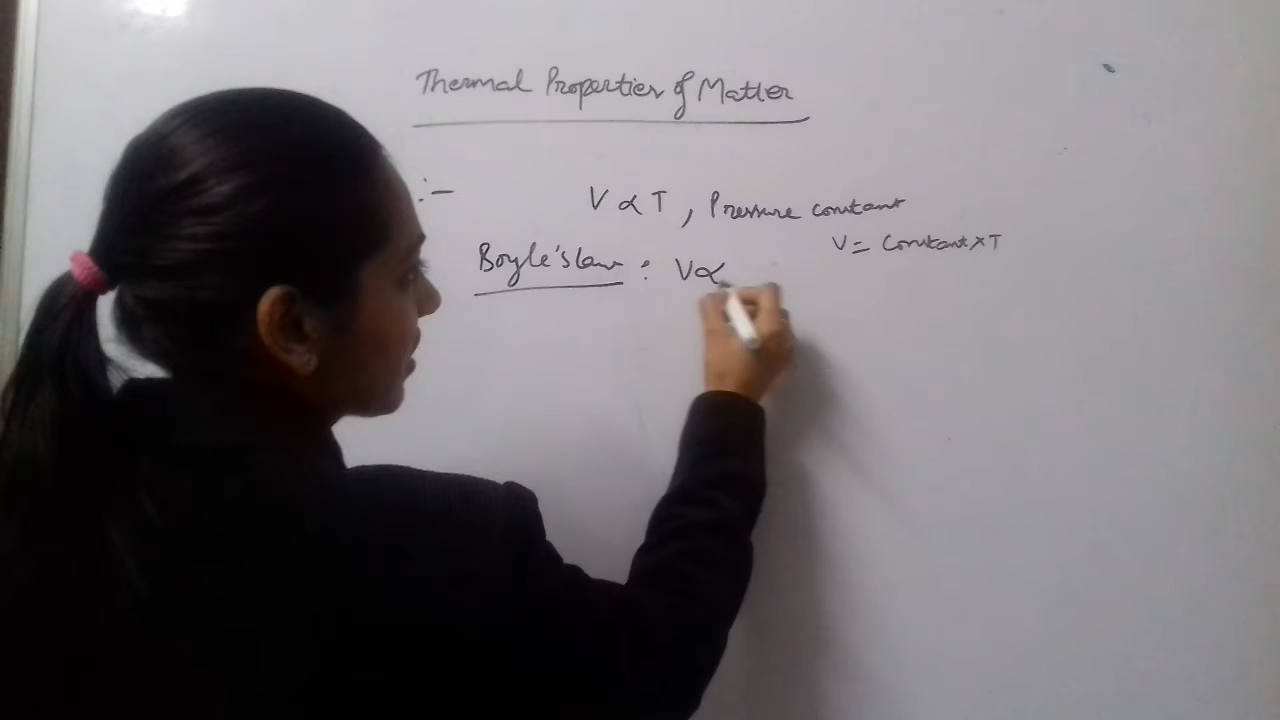 Thermal Properties of Matter
:- V ∝ T, Pressure constant
V = Constant × T
Boyle's law : V ∝